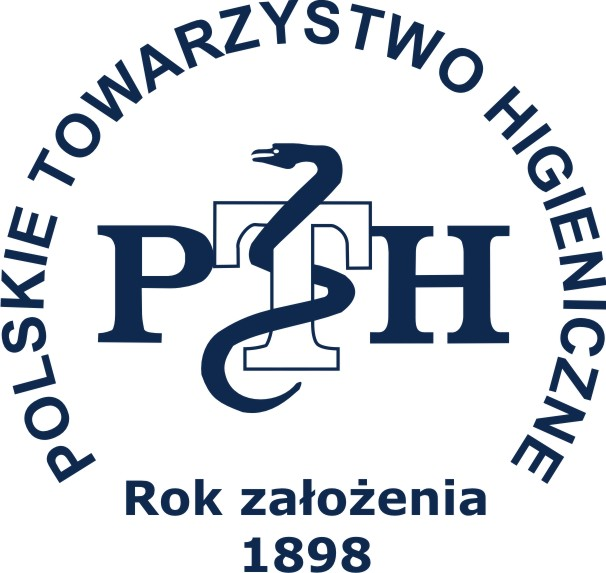 POLSKIE TOWARZYSTWO HIGIENICZNE
PTH
Rok założenia
1898